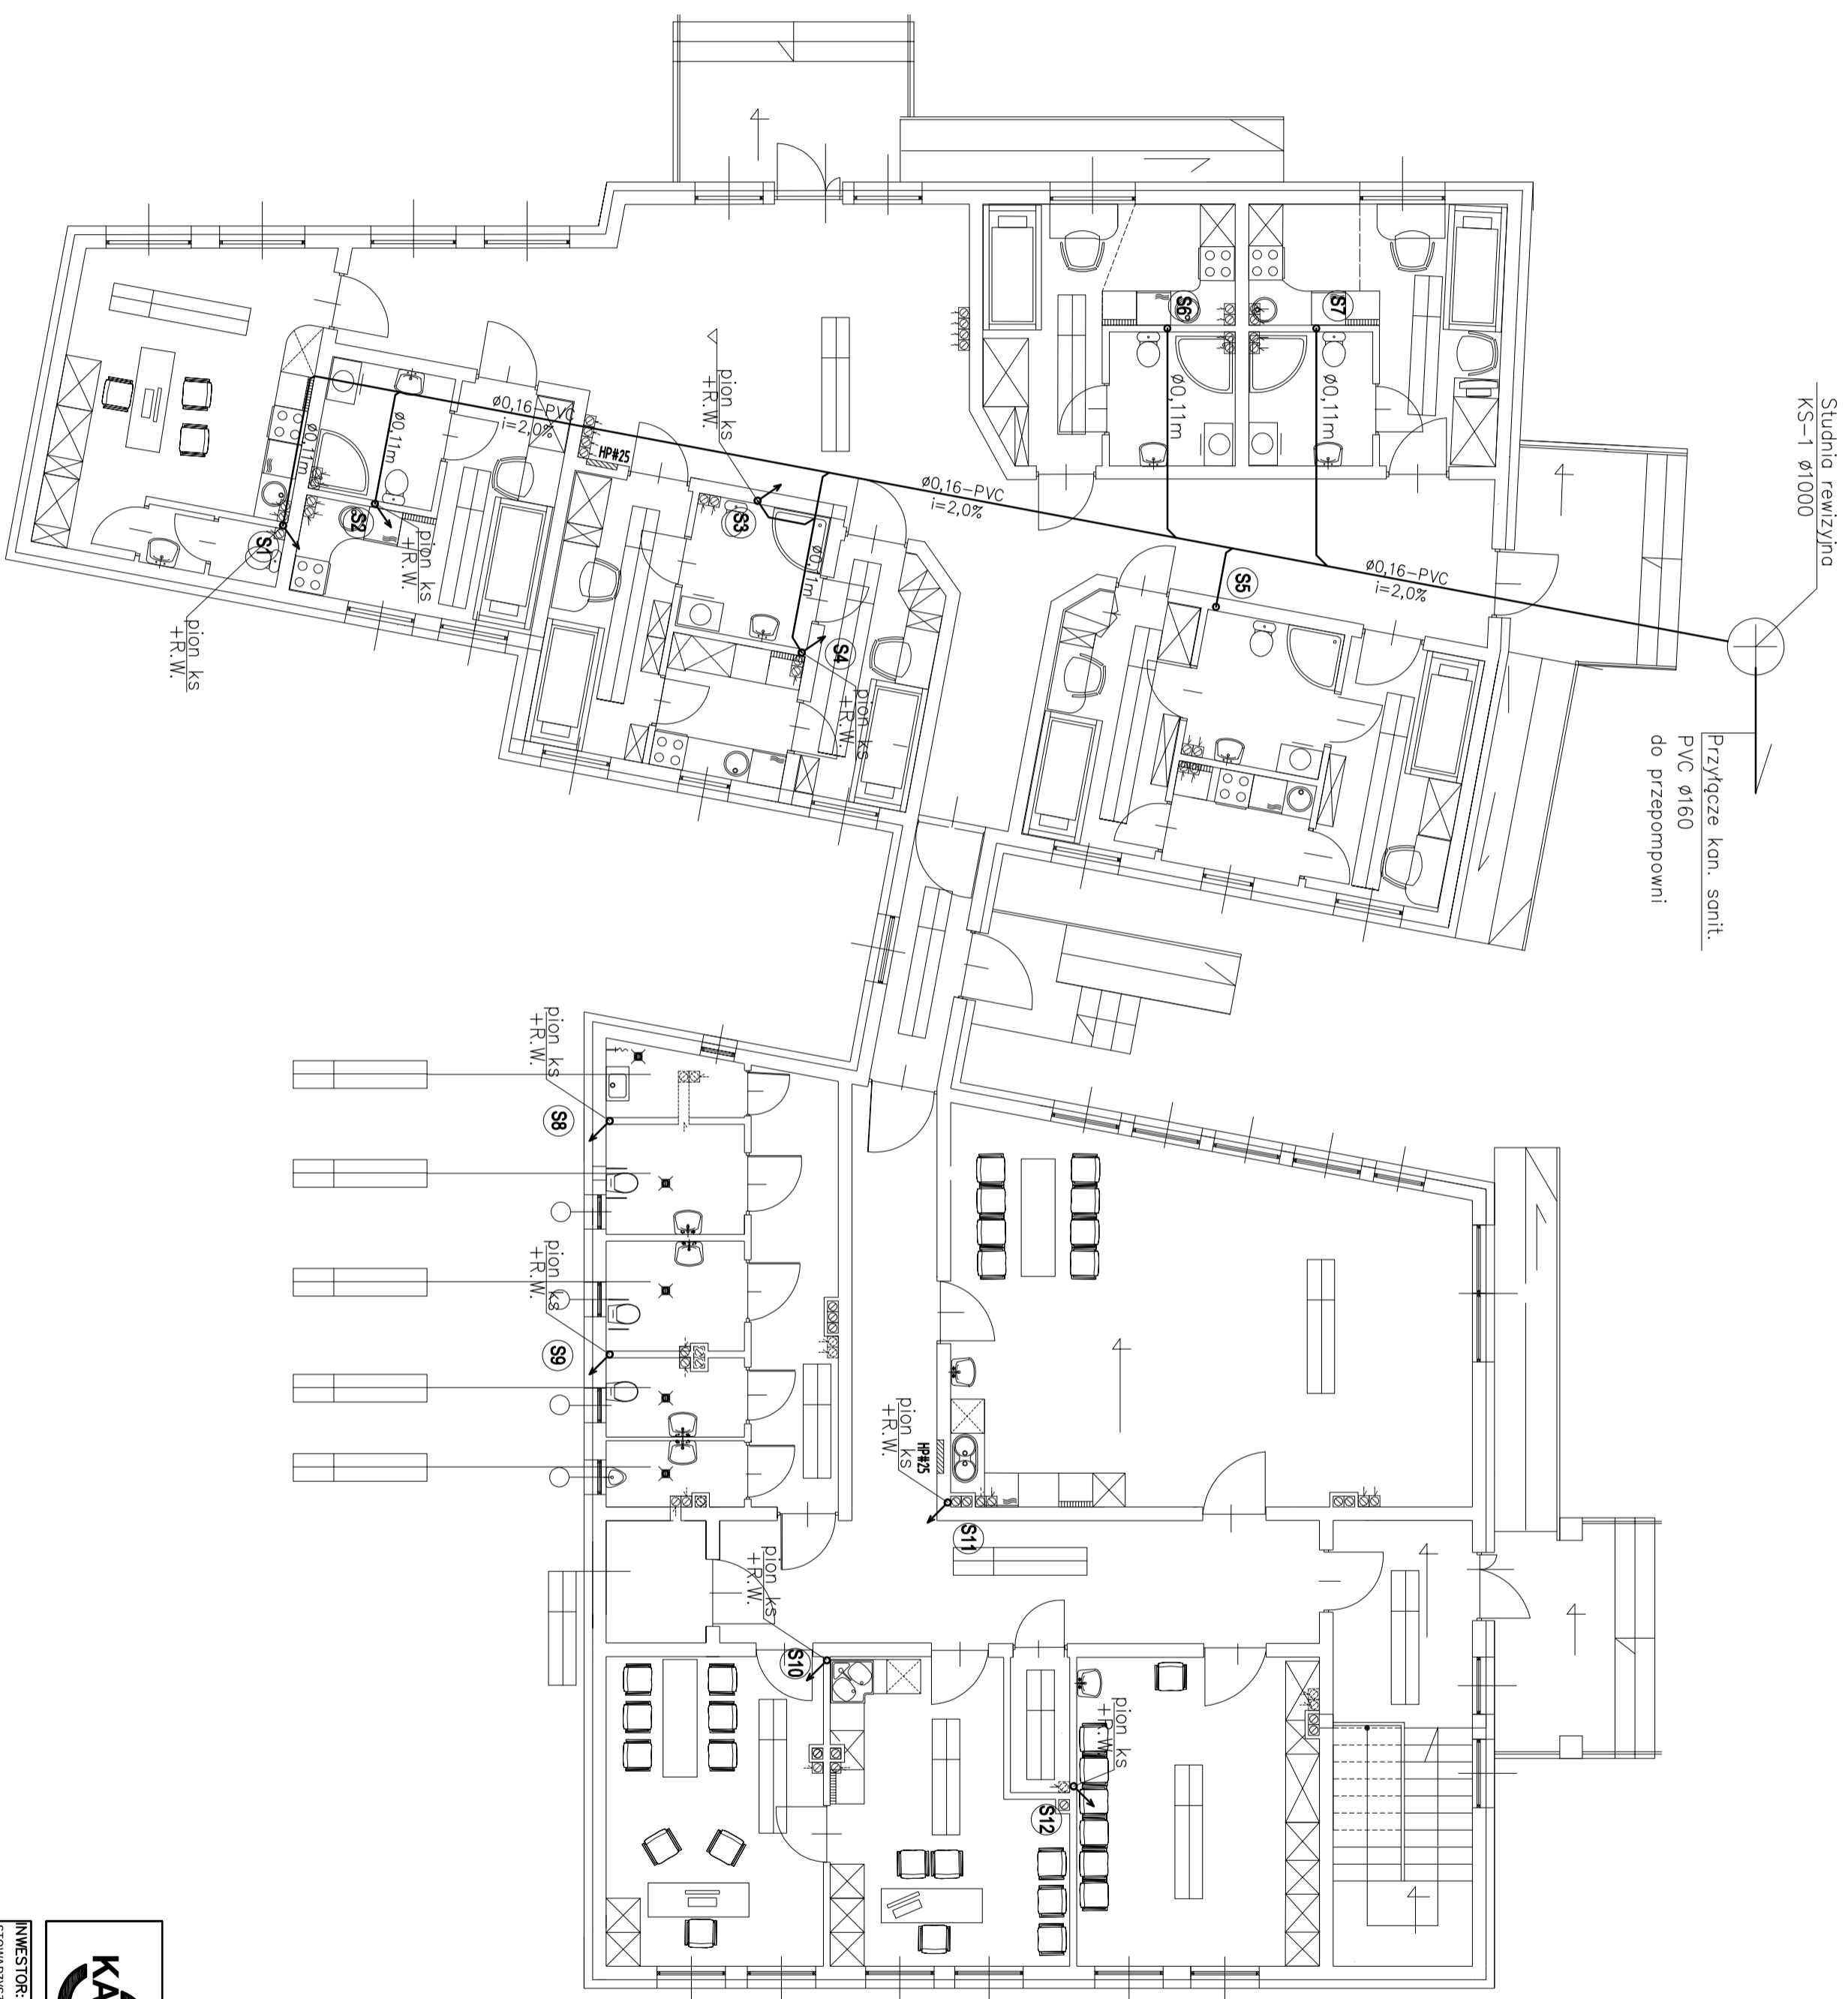 Studnia rewizyjna
KS-1 ø1000
Przyłącze kan. sanit.
PVC ø160
do przepompowni
S7
S6
ø0,11m
ø0,11m
ø0,16-PVC
i=2,0%
S5
ø0,16-PVC
i=2,0%
pion ks
+R.W.
S3
ø0,11m
S4
pion ks
+R.W.
HP#25
ø0,16-PVC
i=2,0%
ø0,11m
S2
pion ks
+R.W.
ø0,11m
S1
pion ks
+R.W.
pion ks
+R.W.
S8
pion ks
+R.W.
S9
pion ks
+R.W.
HP#25
S11
pion ks
+R.W.
S10
pion ks
+R.W.
S12
KA
INWESTOR: